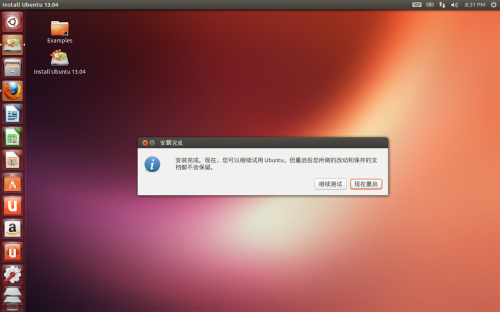 Install Ubuntu 13.04
8:31 PM
Examples
Install Ubuntu 13.04
安装完成
安装完成。现在，您可以继续试用 Ubuntu。但重启后您所做的改动和保存的文
档都不会保留。
继续测试
现在重启